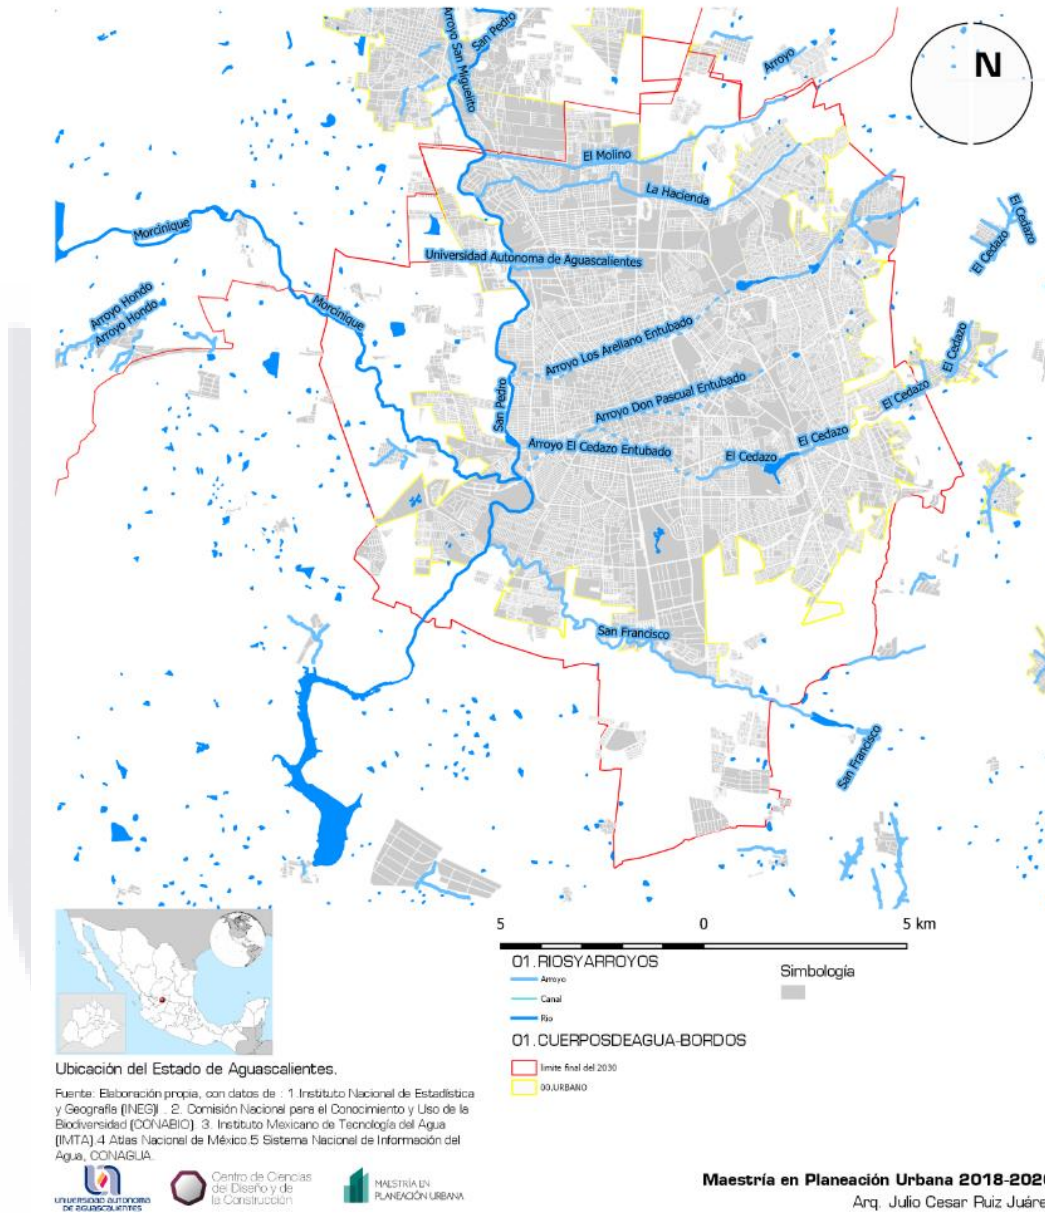 Arroyo San Miguelito
San Pedro
Arroyo
N
El Molino
La Hacienda
Morcinique
El Cedazo
El Cedazo
El Cedazo
Universidad Autonoma de Aguascalientes
Arroyo Hondo
Arroyo Hondo
Morcinique
Arroyo Los Arellano Entubado
El Cedazo
San Pedro
Arroyo Don Pascual Entubado
El Cedazo
Arroyo El Cedazo Entubado
El Cedazo
El Cedazo
San Francisco
San Francisco
5 0 5 km
01.RIOSYARROYOS
Arroyo
Canal
Rio
Simbología
01.CUERPOSDEAGUA-BORDOS
limite final del 2030
00.URBANO
Ubicación del Estado de Aguascalientes.
Fuente: Elaboración propia, con datos de : 1.Instituto Nacional de Estadística
y Geografía (INEGI) . 2. Comisión Nacional para el Conocimiento y Uso de la
Biodiversidad (CONABIO). 3. Instituto Mexicano de Tecnología del Agua
(IMTA).4 Atlas Nacional de México.5 Sistema Nacional de Información del
Agua, CONAGUA.
UNIVERSIDAD AUTONOMA
DE AGUASCALIENTES
Centro de Ciencias
del Diseño y de
la Construcción
MAESTRÍA EN
PLANEACIÓN URBANA
Maestría en Planeación Urbana 2018-2020
Arq. Julio Cesar Ruiz Juáre